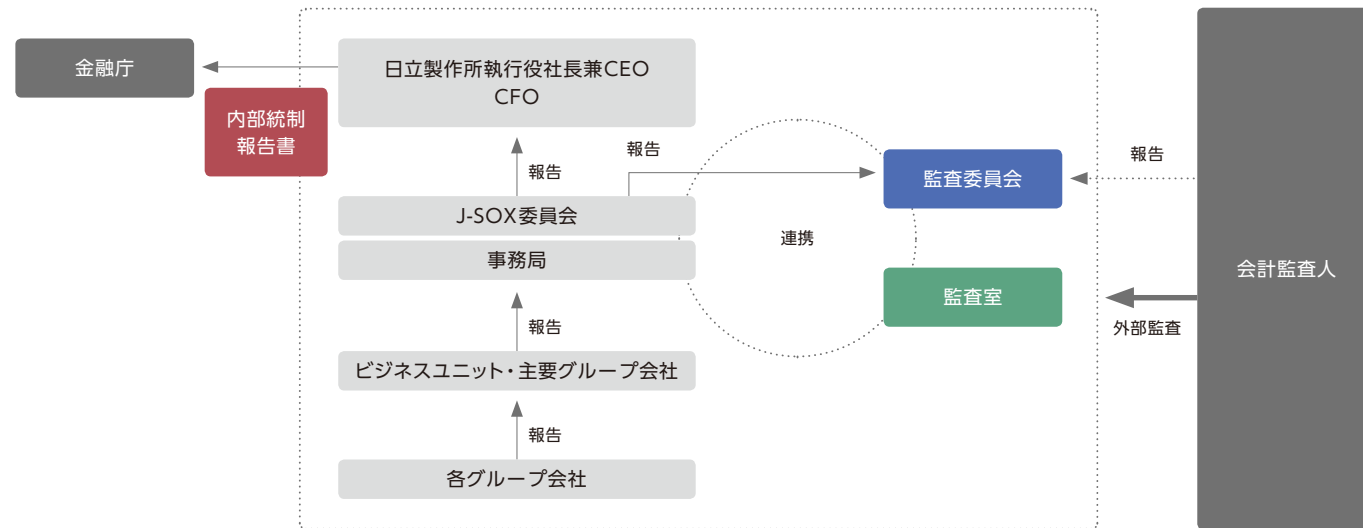 金融庁
内部統制
報告書
日立製作所執行役社長兼CEO
CFO
報告
報告
J-SOX委員会
事務局
報告
ビジネスユニット・主要グループ会社
報告
各グループ会社
連携
監査委員会
監査室
報告
外部監査
会計監査人